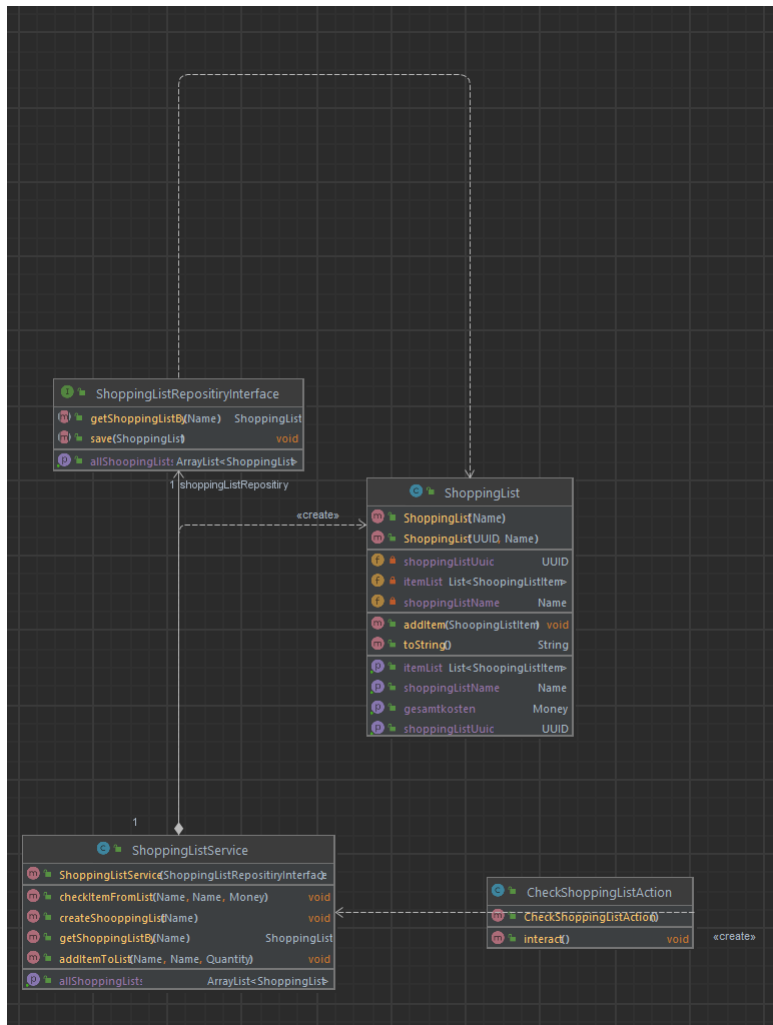 ShoppingListRepositiryInterface
getShoppingListBy(Name) ShoppingList
save(ShoppingList) void
allShoopingLists ArrayList<ShoppingList>
1 shoppingListRepositiry
«create»
ShoppingList
ShoppingList(Name)
ShoppingList(UUID, Name)
shoppingListUuic UUID
itemList List<ShoopingListItem>
shoppingListName Name
addItem(ShoopingListItem) void
toString() String
itemList List<ShoopingListItem>
shoppingListName Name
gesamtkosten Money
shoppingListUuic UUID
1
ShoppingListService
ShoppingListService(ShoppingListRepositiryInterface)
checkItemFromList(Name, Name, Money) void
createShooppingList(Name) void
getShoppingListBy(Name) ShoppingList
addItemToList(Name, Name, Quantity) void
allShoppingLists ArrayList<ShoppingList>
CheckShoppingListAction
CheckShoppingListAction()
interact() void
«create»